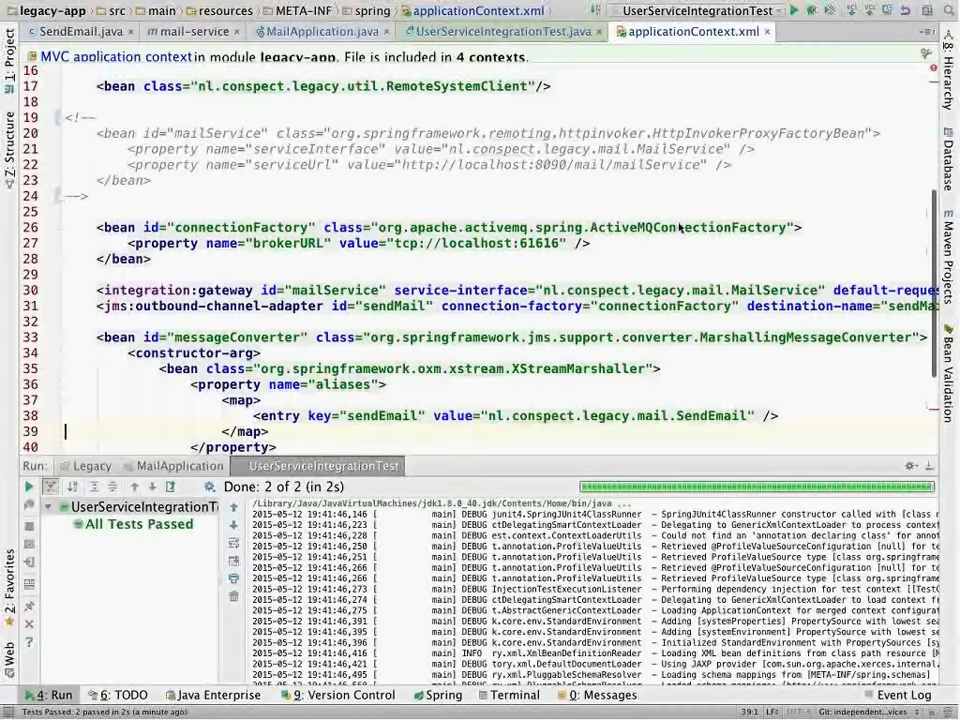 legacy-app src main resources META-INF spring applicationContext.xml UserServiceIntegrationTest
SendEmail.java mail-service MailApplication.java UserServiceIntegrationTest.java applicationContext.xml
MVC application context in module legacy-app. File is included in 4 contexts.
16
17 <bean class="nl.conspect.legacy.util.RemoteSystemClient"/>
18
19 <!--
20 <bean id="mailService" class="org.springframework.remoting.httpinvoker.HttpInvokerProxyFactoryBean">
21 <property name="serviceInterface" value="nl.conspect.legacy.mail.MailService" />
22 <property name="serviceUrl" value="http://localhost:8090/mail/mailService" />
23 </bean>
24 -->
25
26 <bean id="connectionFactory" class="org.apache.activemq.spring.ActiveMQConnectionFactory">
27 <property name="brokerURL" value="tcp://localhost:61616" />
28 </bean>
29
30 <integration:gateway id="mailService" service-interface="nl.conspect.legacy.mail.MailService" default-reque
31 <jms:outbound-channel-adapter id="sendMail" connection-factory="connectionFactory" destination-name="sendMa
32
33 <bean id="messageConverter" class="org.springframework.jms.support.converter.MarshallingMessageConverter">
34 <constructor-arg>
35 <bean class="org.springframework.oxm.xstream.XStreamMarshaller">
36 <property name="aliases">
37 <map>
38 <entry key="sendEmail" value="nl.conspect.legacy.mail.SendEmail" />
39 </map>
40 </property>
1: Project
Z: Structure
2: Favorites
Web
8: Hierarchy
Database
Maven Projects
Bean Validation
Run: Legacy MailApplication UserServiceIntegrationTest
Done: 2 of 2 (in 2s)
UserServiceIntegrationT
All Tests Passed
/Library/Java/JavaVirtualMachines/jdk1.8.0_40.jdk/Contents/Home/bin/java ...
2015-05-12 19:41:46,146 [ main] DEBUG junit4.SpringJUnit4ClassRunner - SpringJUnit4ClassRunner constructor called with [class n
2015-05-12 19:41:46,223 [ main] DEBUG ctDelegatingSmartContextLoader - Delegating to GenericXmlContextLoader to process context
2015-05-12 19:41:46,228 [ main] DEBUG est.context.ContextLoaderUtils - Could not find an 'annotation declaring class' for annot
2015-05-12 19:41:46,250 [ main] DEBUG t.annotation.ProfileValueUtils - Retrieved @ProfileValueSourceConfiguration [null] for te
2015-05-12 19:41:46,251 [ main] DEBUG t.annotation.ProfileValueUtils - Retrieved ProfileValueSource type [class org.springframe
2015-05-12 19:41:46,266 [ main] DEBUG t.annotation.ProfileValueUtils - Retrieved @ProfileValueSourceConfiguration [null] for te
2015-05-12 19:41:46,266 [ main] DEBUG t.annotation.ProfileValueUtils - Retrieved ProfileValueSource type [class org.springframe
2015-05-12 19:41:46,273 [ main] DEBUG InjectionTestExecutionListener - Performing dependency injection for test context [[TestC
2015-05-12 19:41:46,274 [ main] DEBUG ctDelegatingSmartContextLoader - Delegating to GenericXmlContextLoader to load context fr
2015-05-12 19:41:46,275 [ main] DEBUG t.AbstractGenericContextLoader - Loading ApplicationContext for merged context configurat
2015-05-12 19:41:46,391 [ main] DEBUG k.core.env.StandardEnvironment - Adding [systemProperties] PropertySource with lowest sea
2015-05-12 19:41:46,395 [ main] DEBUG k.core.env.StandardEnvironment - Adding [systemEnvironment] PropertySource with lowest se
2015-05-12 19:41:46,396 [ main] DEBUG k.core.env.StandardEnvironment - Initialized StandardEnvironment with PropertySources [sy
2015-05-12 19:41:46,416 [ main] INFO ry.xml.XmlBeanDefinitionReader - Loading XML bean definitions from class path resource [M
2015-05-12 19:41:46,421 [ main] DEBUG tory.xml.DefaultDocumentLoader - Using JAXP provider [com.sun.org.apache.xerces.internal.
2015-05-12 19:41:46,495 [ main] DEBUG ry.xml.PluggableSchemaResolver - Loading schema mappings from [META-INF/spring.schemas]
4: Run 6: TODO Java Enterprise 9: Version Control Spring Terminal 0: Messages Event Log
Tests Passed: 2 passed in 2s (a minute ago) 39:1 LF÷ UTF-8 Git: independent...vices